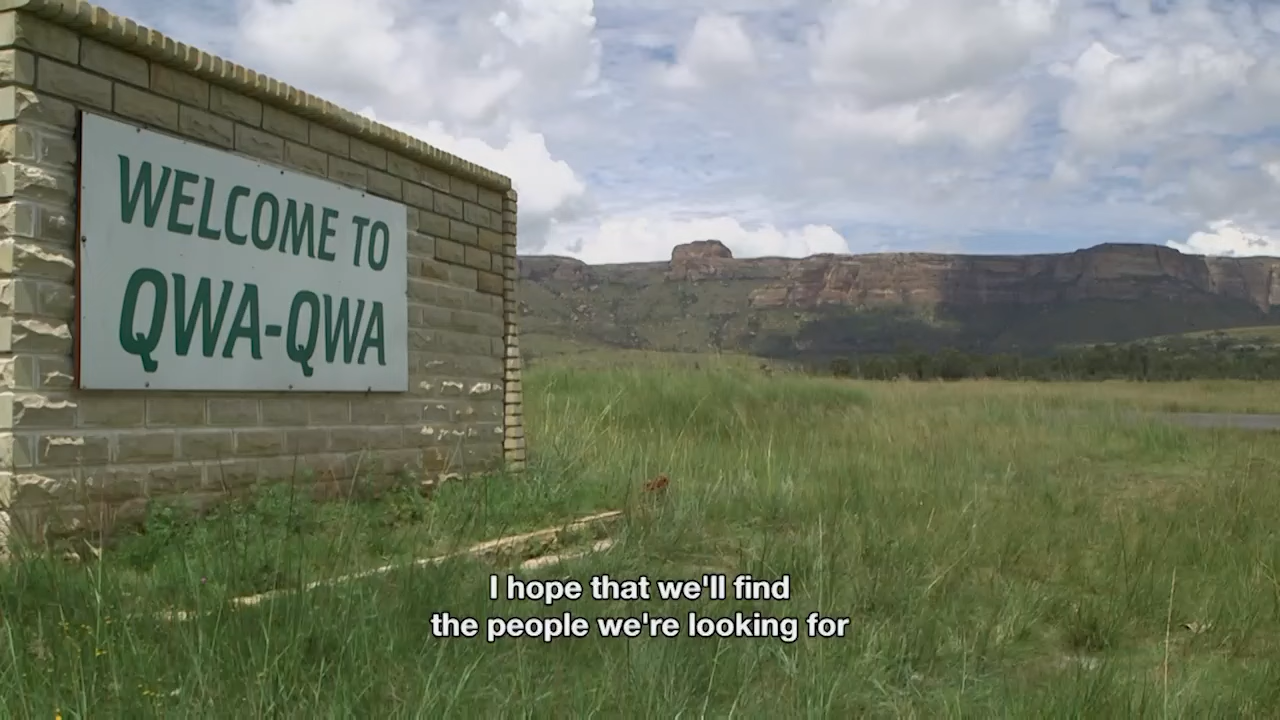 WELCOME TO
QWA-QWA
I hope that we'll find
the people we're looking for